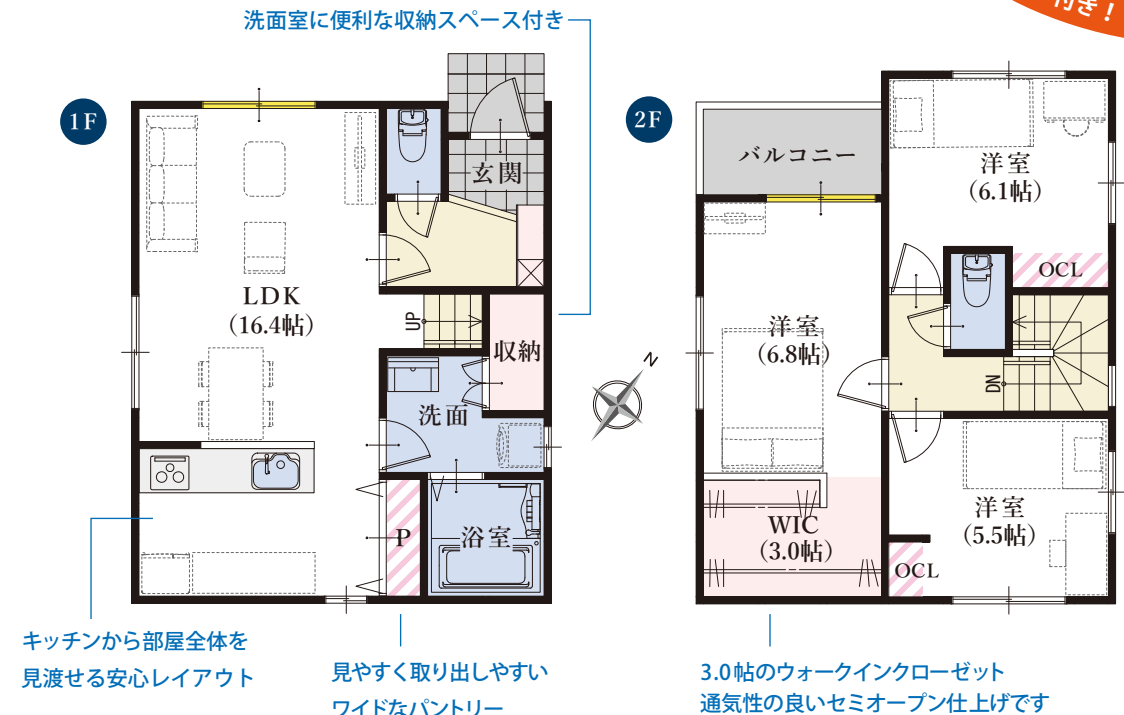 付き！
洗面室に便利な収納スペース付き
1F
玄関
LDK
（16.4帖）
UP
収納
洗面
P
浴室
N
2F
バルコニー
洋室
（6.1帖）
OCL
洋室
（6.8帖）
DN
洋室
（5.5帖）
WIC
（3.0帖）
OCL
キッチンから部屋全体を
見渡せる安心レイアウト
見やすく取り出しやすい
ワイドなパントリー
3.0帖のウォークインクローゼット
通気性の良いセミオープン仕上げです